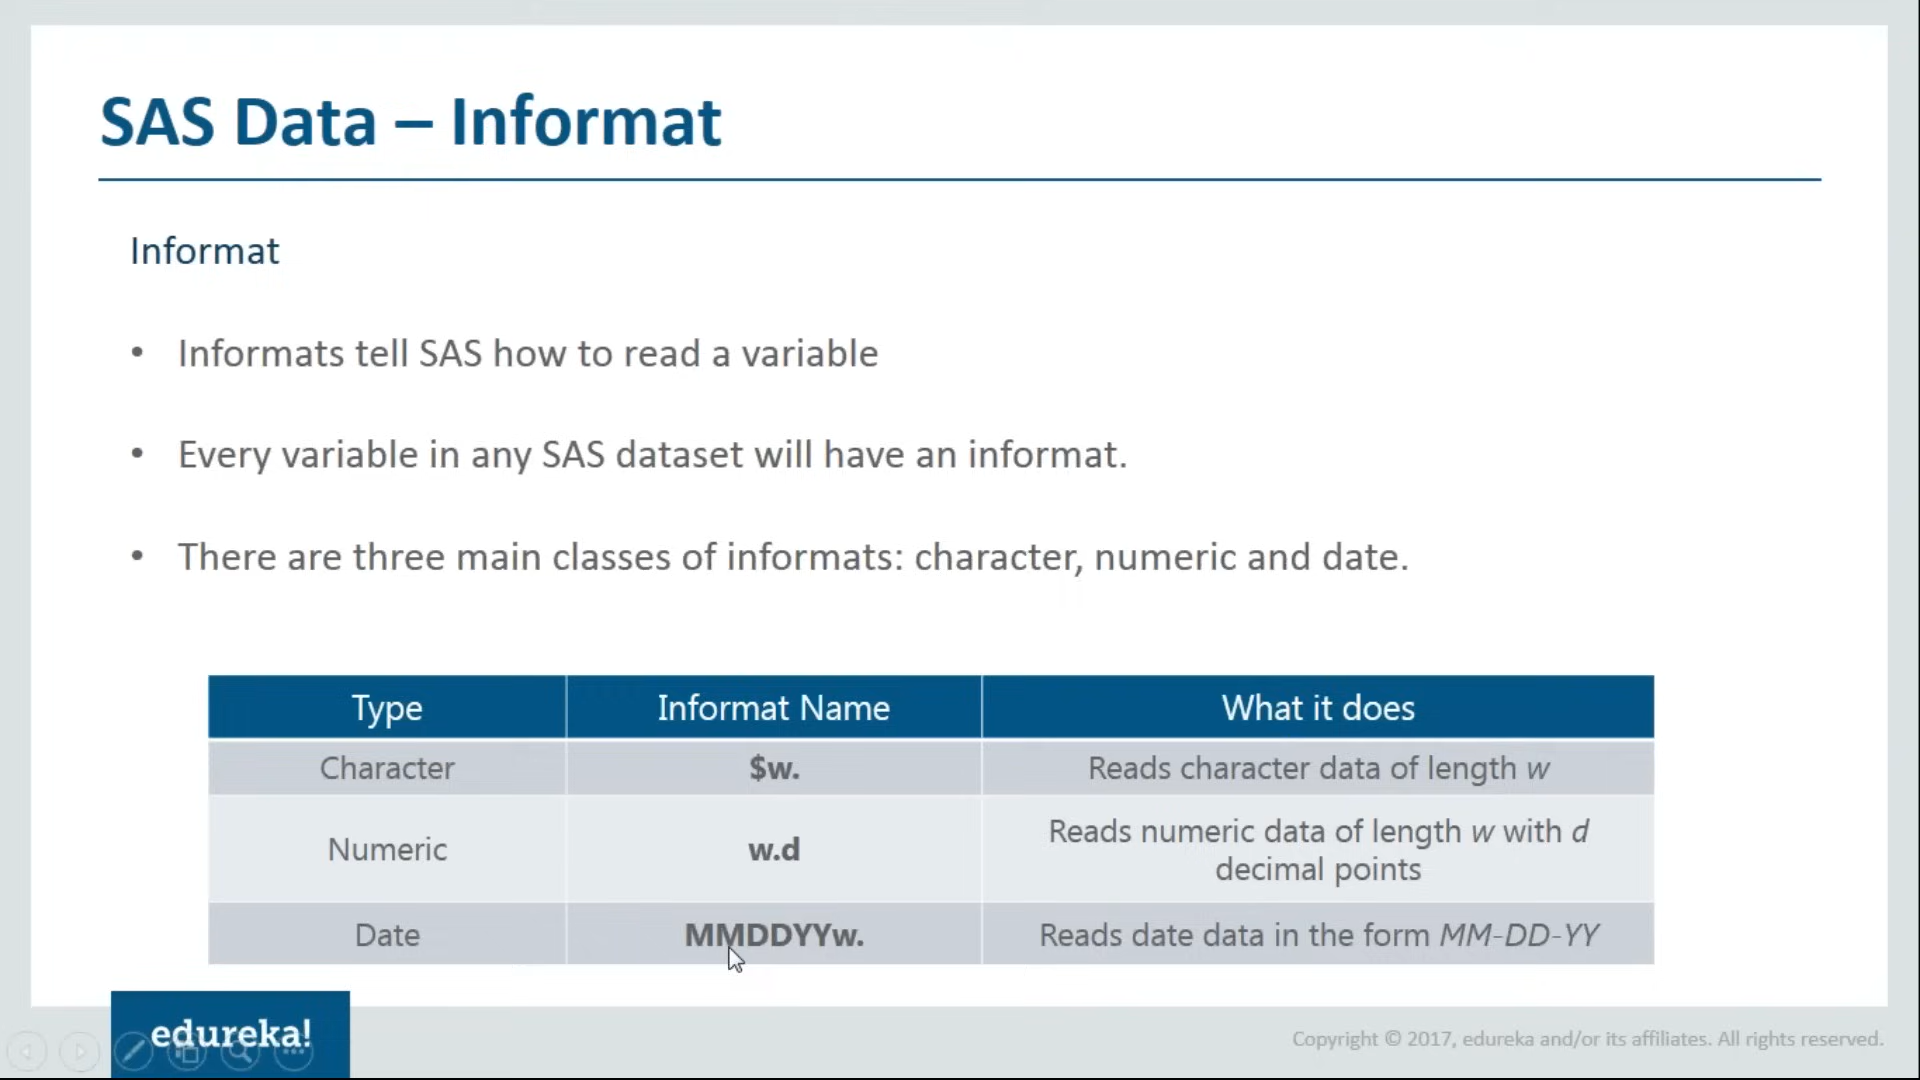 SAS Data – Informat
Informat
• Informats tell SAS how to read a variable
• Every variable in any SAS dataset will have an informat.
• There are three main classes of informats: character, numeric and date.
Type Informat Name What it does
Character $w. Reads character data of length w
Numeric w.d Reads numeric data of length w with d
decimal points
Date MMDDYYw. Reads date data in the form MM-DD-YY
edureka!
Copyright © 2017, edureka and/or its affiliates. All rights reserved.